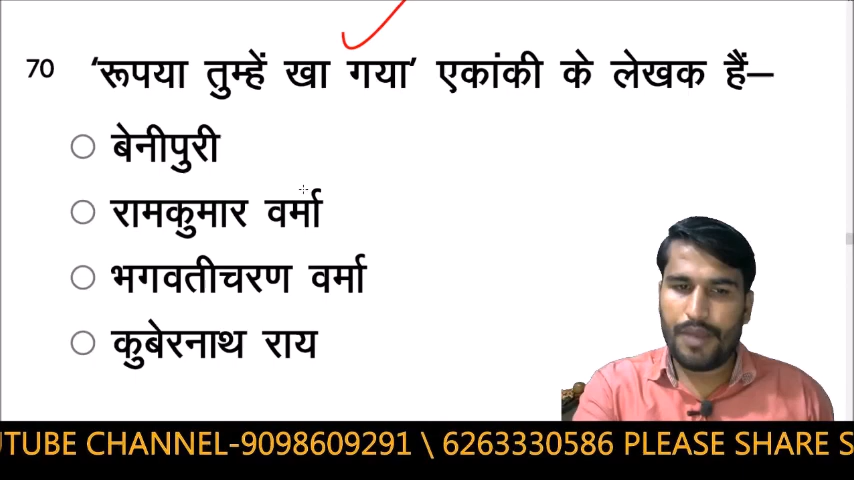 70 ‘रूपया तुम्हें खा गया’ एकांकी के लेखक हैं–
बेनीपुरी
रामकुमार वर्मा
भगवतीचरण वर्मा
कुबेरनाथ राय
UTUBE CHANNEL-9098609291 \ 6263330586 PLEASE SHARE S